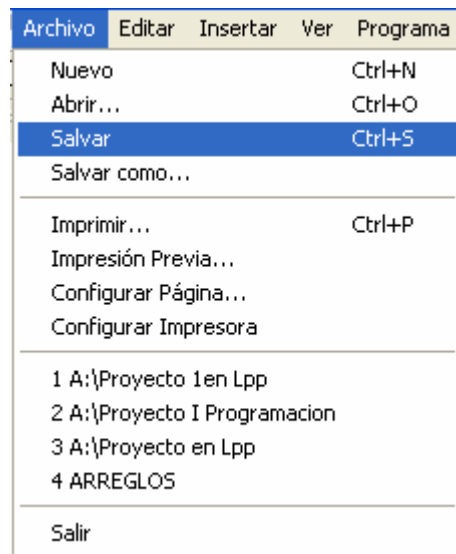 Archivo Editar Insertar Ver Programa
Nuevo Ctrl+N
Abrir... Ctrl+O
Salvar Ctrl+S
Salvar como...
Imprimir... Ctrl+P
Impresión Previa...
Configurar Página...
Configurar Impresora
1 A:\Proyecto 1en Lpp
2 A:\Proyecto I Programacion
3 A:\Proyecto en Lpp
4 ARREGLOS
Salir